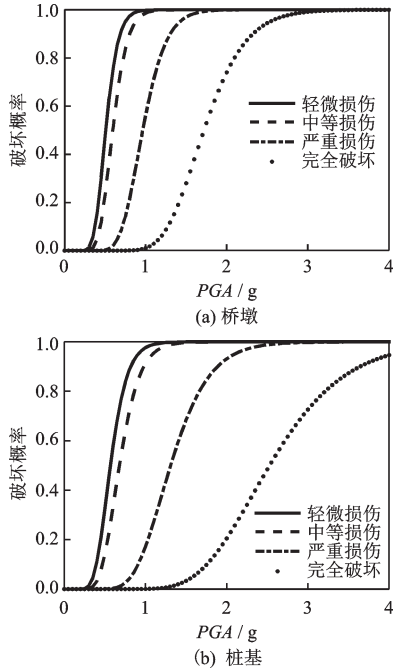 1.0
0.8
0.6
0.4
0.2
0.0
破坏概率
轻微损伤
中等损伤
严重损伤
完全破坏
0 1 2 3 4
PGA / g
(a) 桥墩
1.0
0.8
0.6
0.4
0.2
0.0
破坏概率
轻微损伤
中等损伤
严重损伤
完全破坏
0 1 2 3 4
PGA / g
(b) 桩基